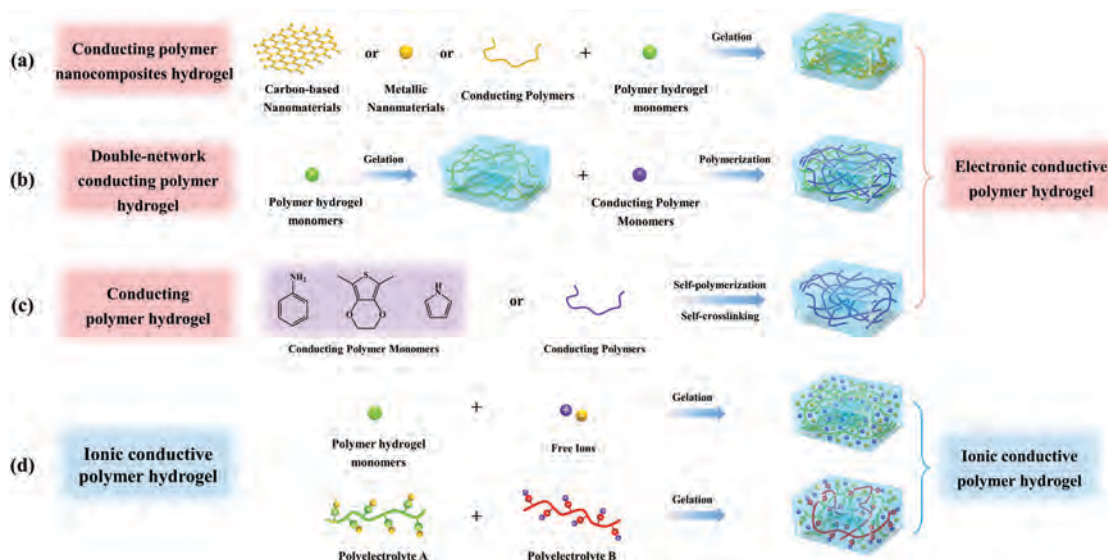 (a)
Conducting polymer
nanocomposites hydrogel
or
or
+
Gelation
Carbon-based
Nanomaterials
Metallic
Nanomaterials
Conducting Polymers
Polymer hydrogel
monomers
(b)
Double-network
conducting polymer
hydrogel
Gelation
+
Polymerization
Polymer hydrogel
monomers
Conducting Polymer
Monomers
Electronic conductive
polymer hydrogel
(c)
Conducting
polymer hydrogel
NH2
S
O
O
H
N
or
Self-polymerization
Self-crosslinking
Conducting Polymer Monomers
Conducting Polymers
(d)
Ionic conductive
polymer hydrogel
+
Gelation
Polymer hydrogel
monomers
Free Ions
+
Gelation
Polyelectrolyte A
Polyelectrolyte B
Ionic conductive
polymer hydrogel